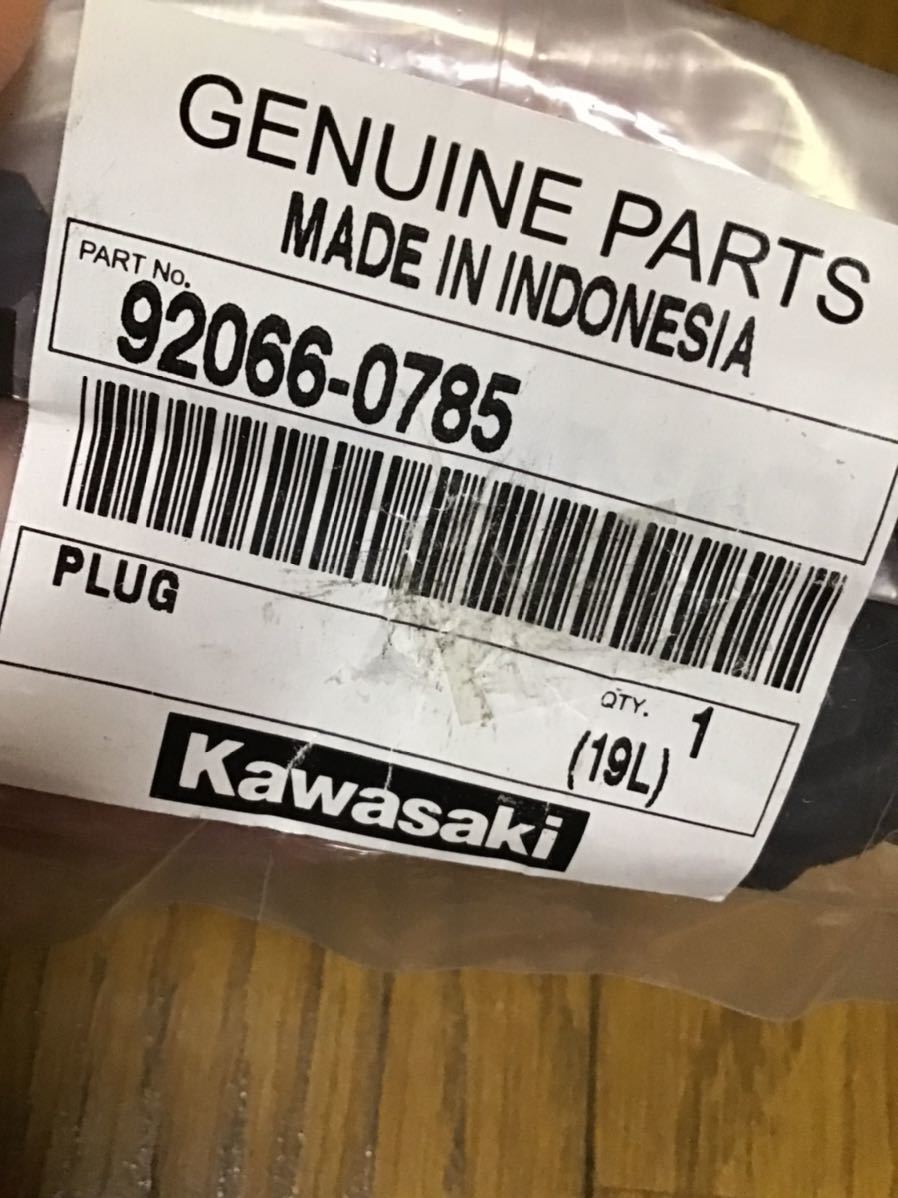 GENUINE PARTS
MADE IN INDONESIA
PART No.
92066-0785
PLUG
QTY. 1
(19L)
Kawasaki